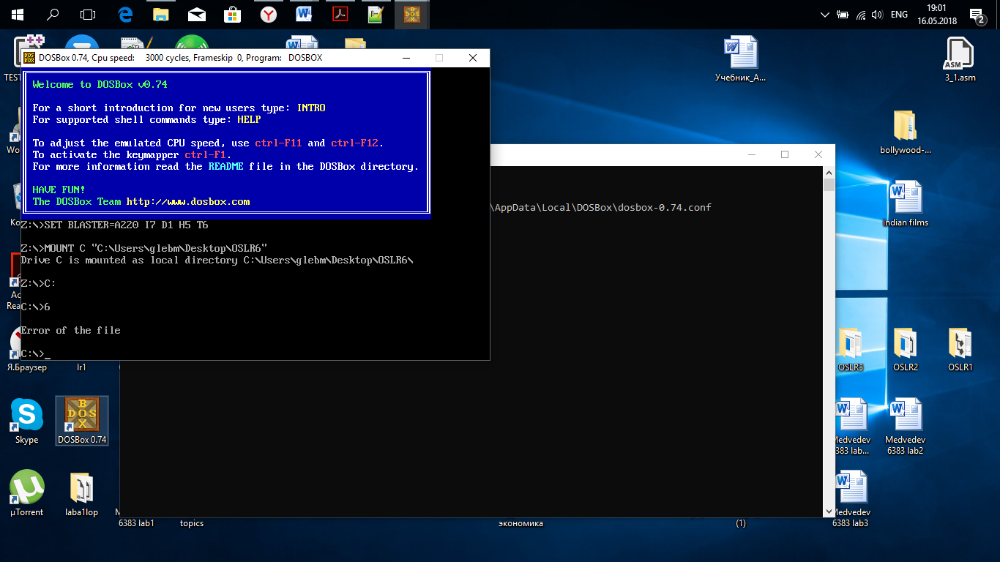 ENG
19:01
16.05.2018
2
DOSBox 0.74, Cpu speed: 3000 cycles, Frameskip 0, Program: DOSBOX
Welcome to DOSBox v0.74
For a short introduction for new users type: INTRO
For supported shell commands type: HELP
To adjust the emulated CPU speed, use ctrl-F11 and ctrl-F12.
To activate the keymapper ctrl-F1.
For more information read the README file in the DOSBox directory.
HAVE FUN!
The DOSBox Team http://www.dosbox.com
Z:\>SET BLASTER=A220 I7 D1 H5 T6
Z:\>MOUNT C "C:\Users\glebm\Desktop\OSLR6"
Drive C is mounted as local directory C:\Users\glebm\Desktop\OSLR6\
Z:\>C:
C:\>6
Error of the file
C:\>_
\AppData\Local\DOSBox\dosbox-0.74.conf
TEST
Wo
Ko
Ac
Rea
Я.Браузер
lr1
Skype
DOSBox 0.74
µTorrent
laba1lop
M
6383 lab1
topics
экономика
(1)
Учебник_A...
ASM
3_1.asm
bollywood-...
Indian films
OSLR3
OSLR2
OSLR1
Medvedev
6383 lab...
Medvedev
6383 lab2
Medvedev
6383 lab3